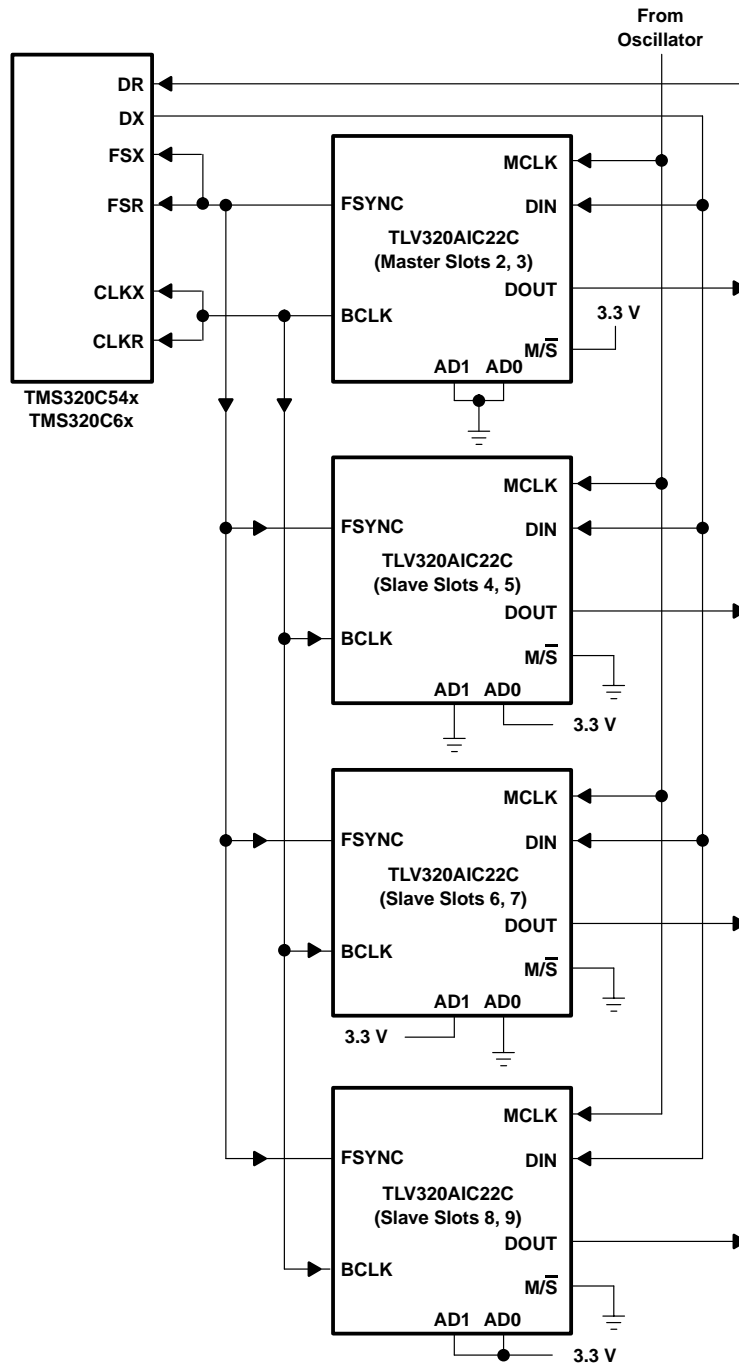 From
Oscillator
DR
DX
FSX
FSR
CLKX
CLKR
TMS320C54x
TMS320C6x
MCLK
FSYNC
DIN
TLV320AIC22C
(Master Slots 2, 3)
DOUT
BCLK
3.3 V
M/S̅
AD1 AD0
MCLK
FSYNC
DIN
TLV320AIC22C
(Slave Slots 4, 5)
DOUT
BCLK
M/S̅
AD1 AD0
3.3 V
MCLK
FSYNC
DIN
TLV320AIC22C
(Slave Slots 6, 7)
DOUT
BCLK
M/S̅
AD1 AD0
3.3 V
MCLK
FSYNC
DIN
TLV320AIC22C
(Slave Slots 8, 9)
DOUT
BCLK
M/S̅
AD1 AD0
3.3 V